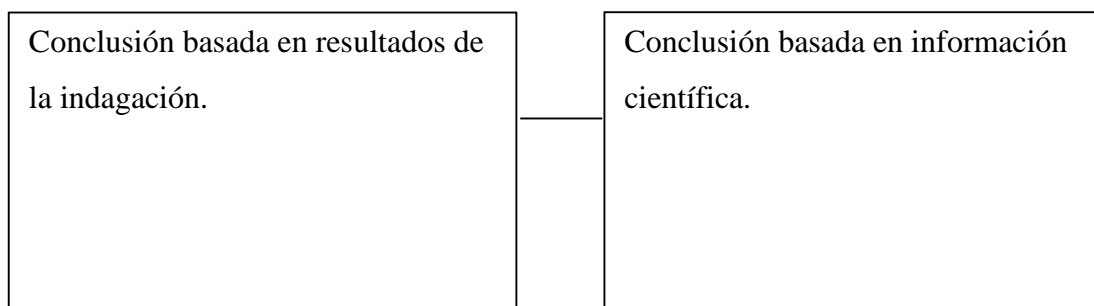 Conclusión basada en resultados de
la indagación.
Conclusión basada en información
científica.